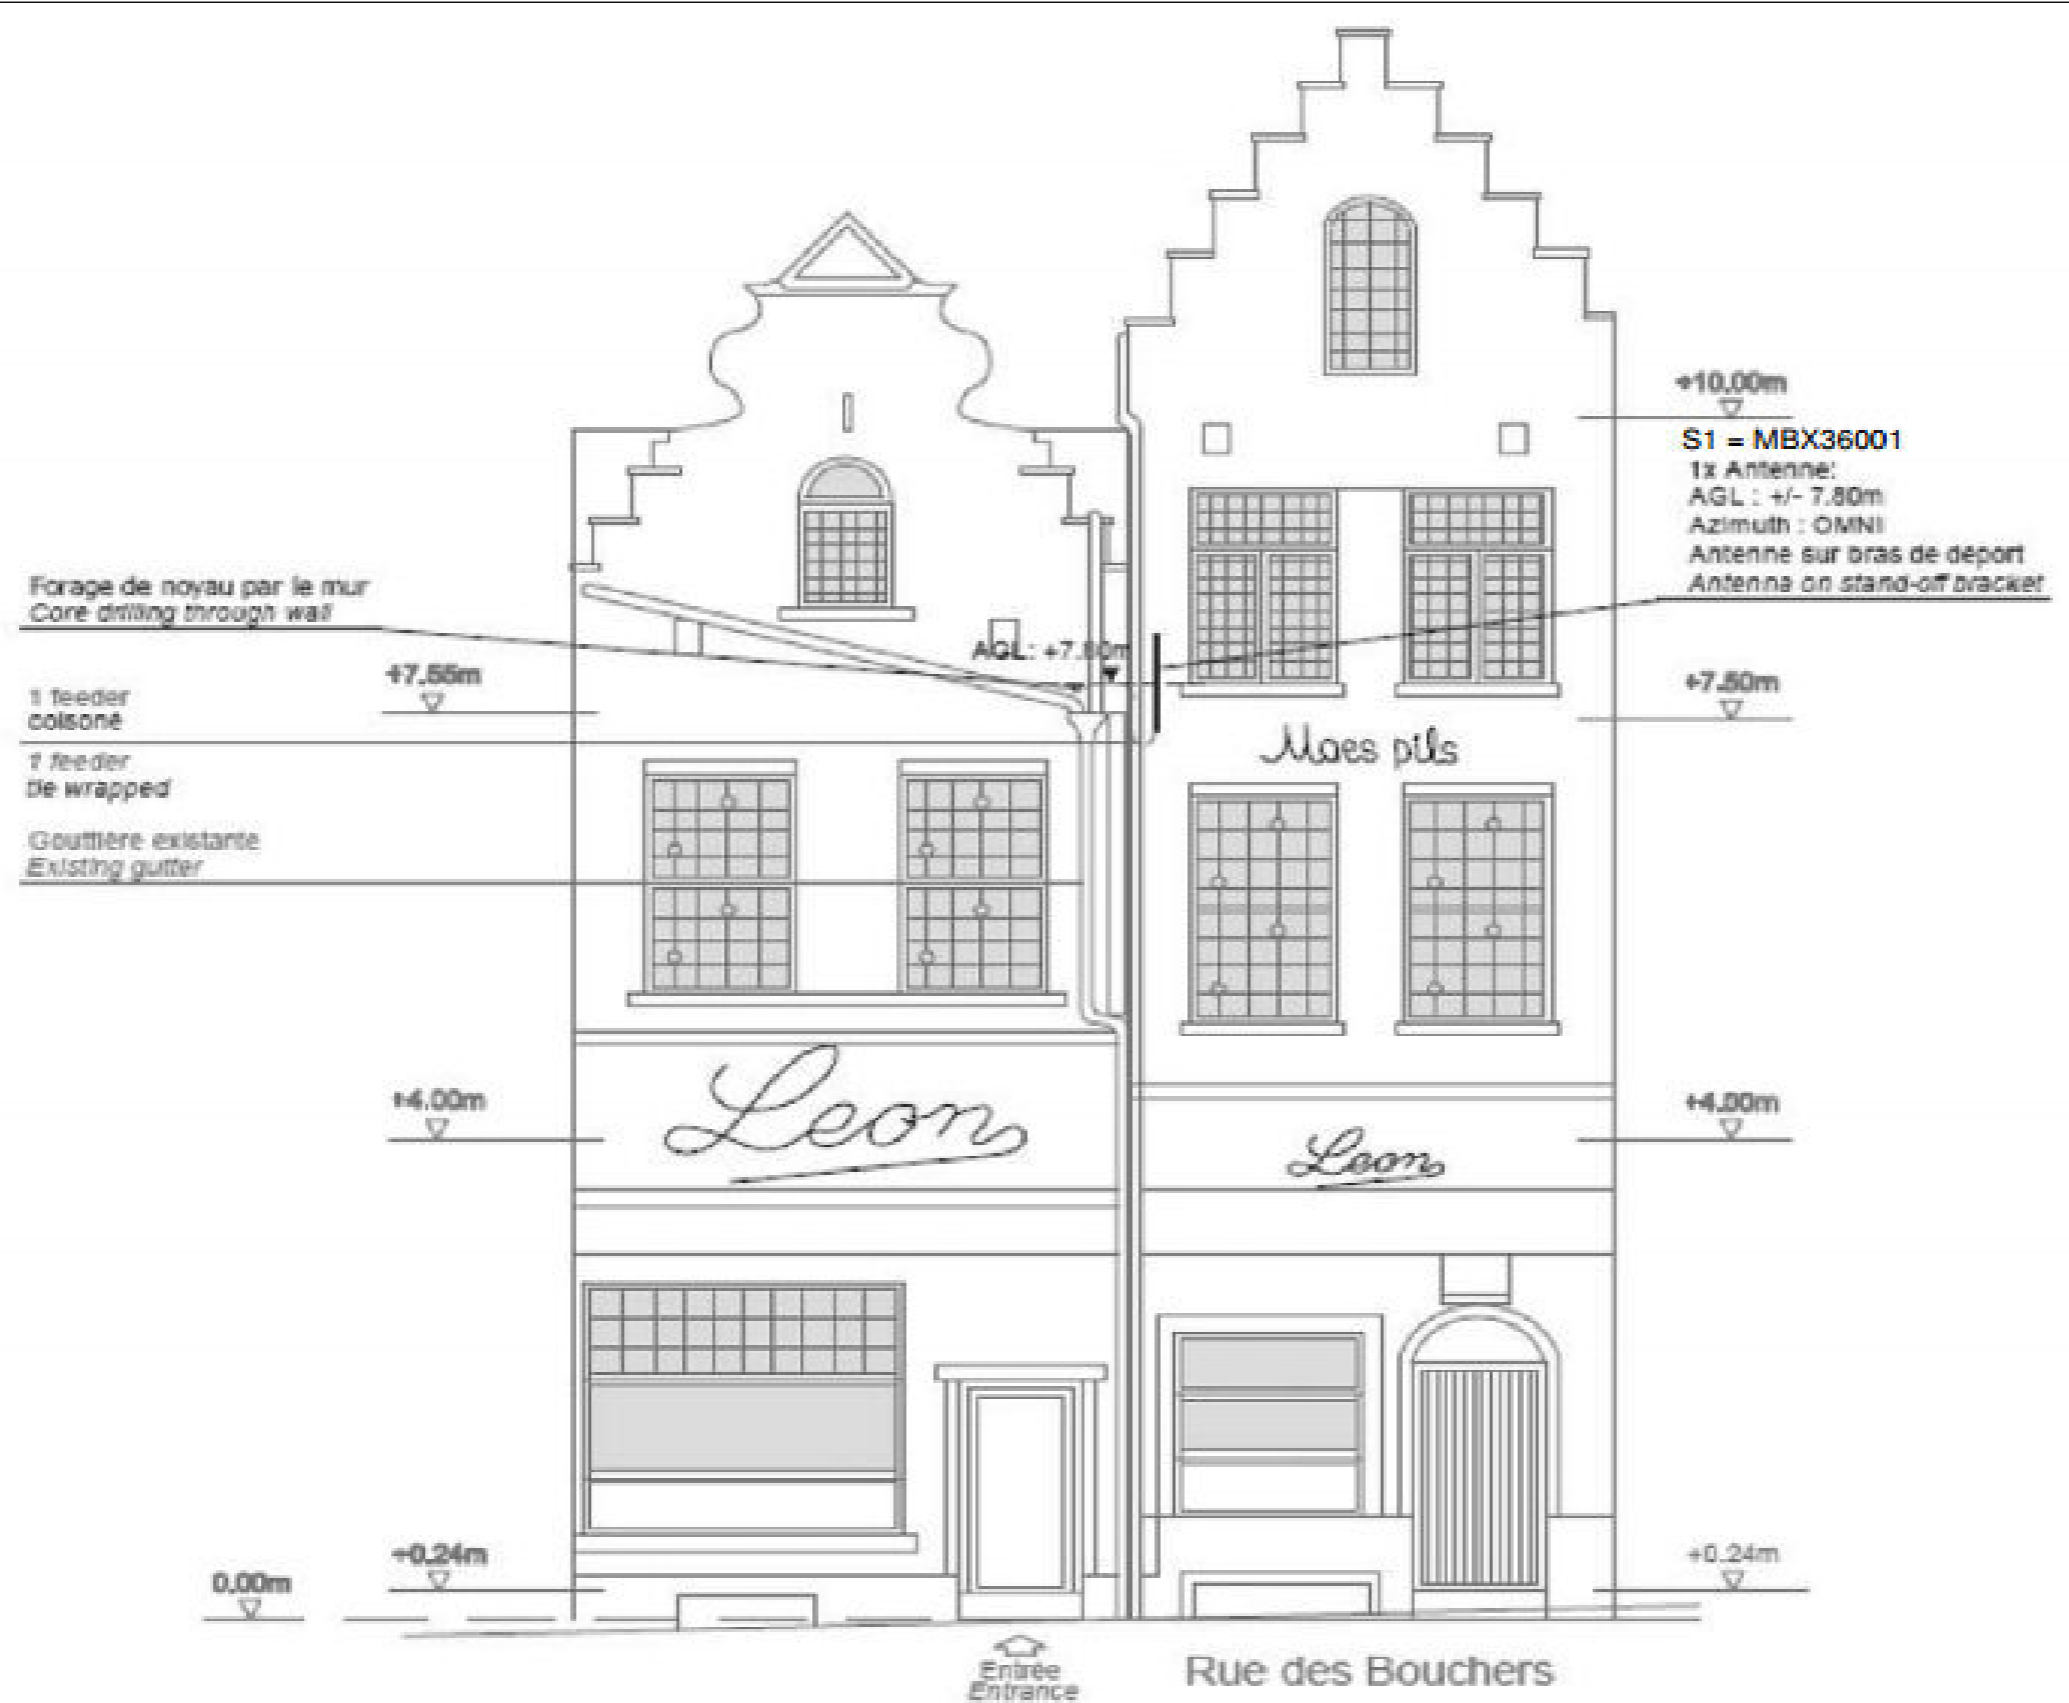 +10.00m
S1 = MBX36001
1x Antenne:
AGL : +/- 7.80m
Azimuth : OMNI
Antenne sur bras de déport
Antenna on stand-off bracket
Forage de noyau par le mur
Core drilling through wall
AGL: +7.80m
+7.55m
+7.50m
1 feeder
colsoné
1 feeder
tie wrapped
Maes pils
Gouttière existante
Existing gutter
+4.00m
+4.00m
Leon
Leon
+0.24m
+0.24m
0.00m
Entrée
Entrance
Rue des Bouchers